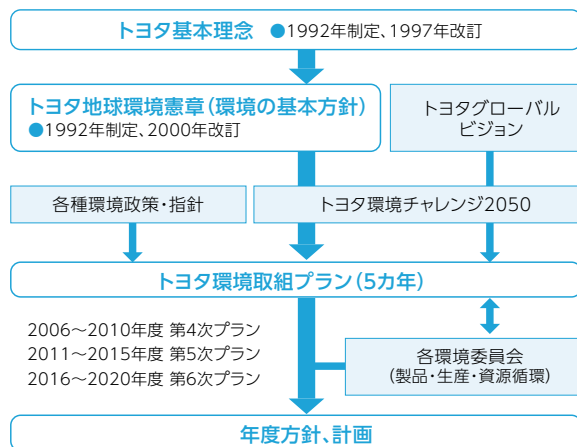 トヨタ基本理念 ●1992年制定、1997年改訂
トヨタ地球環境憲章(環境の基本方針)
●1992年制定、2000年改訂
トヨタグローバル
ビジョン
各種環境政策・指針
トヨタ環境チャレンジ2050
トヨタ環境取組プラン(5カ年)
2006〜2010年度 第4次プラン
2011〜2015年度 第5次プラン
2016〜2020年度 第6次プラン
各環境委員会
(製品・生産・資源循環)
年度方針、計画